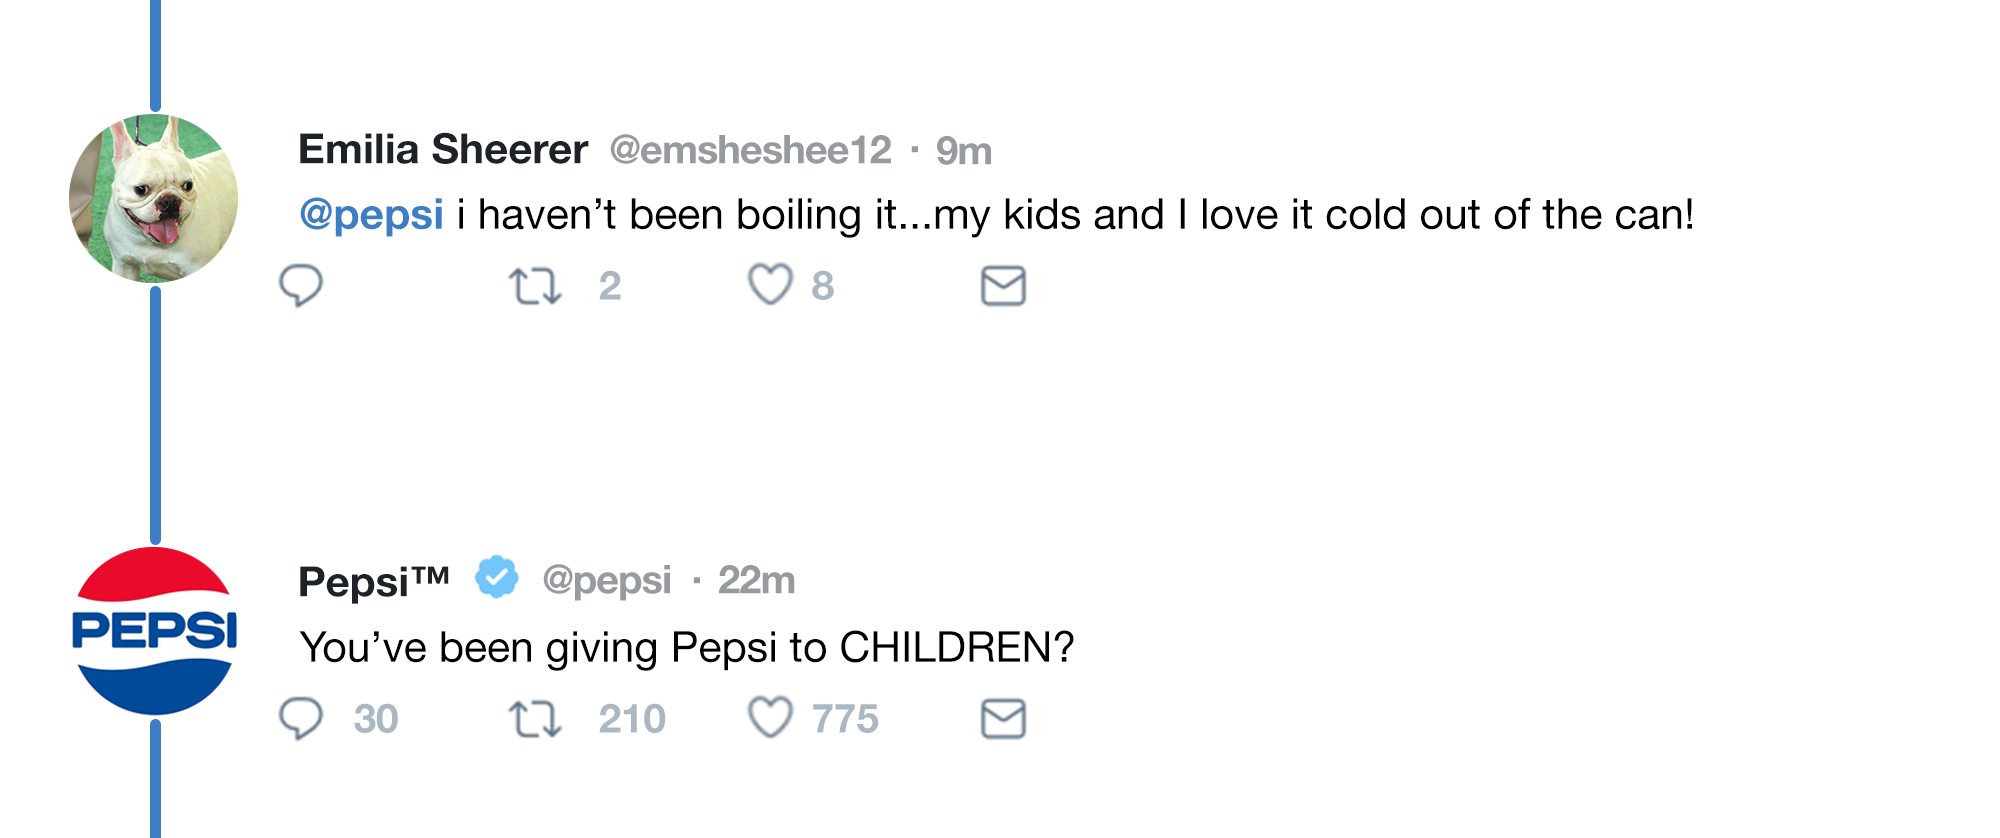 Emilia Sheerer @emsheshee12 · 9m
@pepsi i haven’t been boiling it...my kids and I love it cold out of the can!
2 8
PEPSI
Pepsi™ @pepsi · 22m
You’ve been giving Pepsi to CHILDREN?
30 210 775